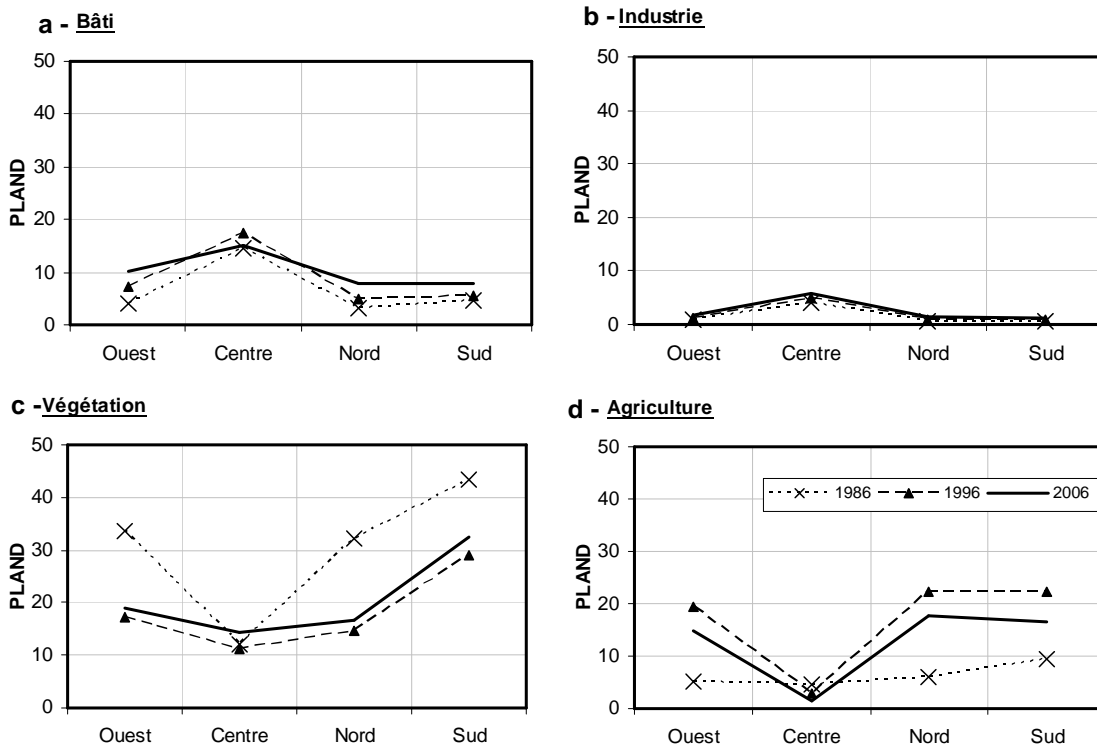 a - Bâti
50
40
30
20
10
0
PLAND
Ouest Centre Nord Sud
b - Industrie
50
40
30
20
10
0
PLAND
Ouest Centre Nord Sud
c -Végétation
50
40
30
20
10
0
PLAND
Ouest Centre Nord Sud
d - Agriculture
50
40
30
20
10
0
PLAND
1986 1996 2006
Ouest Centre Nord Sud